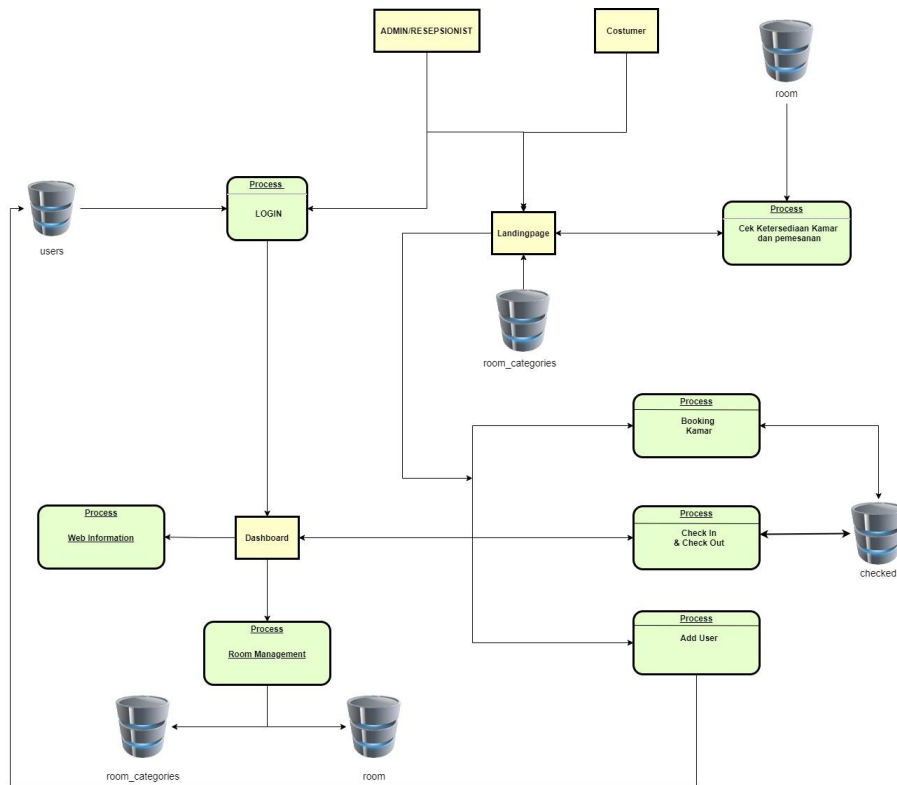 ADMIN/RESEPSIONIST
Costumer
room
Process
LOGIN
users
Process
Cek Ketersediaan Kamar
dan pemesanan
Landingpage
room_categories
Process
Booking
Kamar
Process
Web Information
Dashboard
Process
Check In
& Check Out
checked
Process
Room Management
Process
Add User
room_categories
room